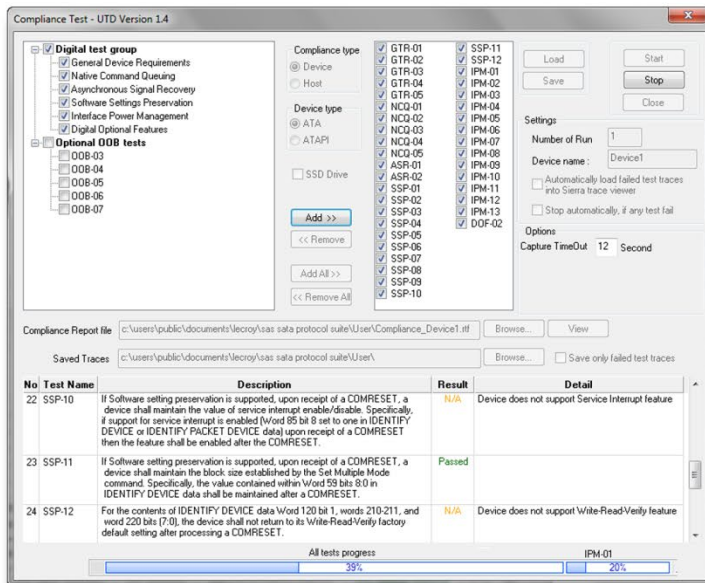 Compliance Test - UTD Version 1.4
Digital test group
General Device Requirements
Native Command Queuing
Asynchronous Signal Recovery
Software Settings Preservation
Interface Power Management
Digital Optional Features
Optional OOB tests
OOB-03
OOB-04
OOB-05
OOB-06
OOB-07
Compliance type
Device
Host
Device type
ATA
ATAPI
SSD Drive
Add >>
<< Remove
Add All >>
<< Remove All
GTR-01
GTR-02
GTR-03
GTR-04
GTR-05
NCQ-01
NCQ-02
NCQ-03
NCQ-04
NCQ-05
ASR-01
ASR-02
SSP-01
SSP-02
SSP-03
SSP-04
SSP-05
SSP-06
SSP-07
SSP-08
SSP-09
SSP-10
SSP-11
SSP-12
IPM-01
IPM-02
IPM-03
IPM-04
IPM-05
IPM-06
IPM-07
IPM-08
IPM-09
IPM-10
IPM-11
IPM-12
IPM-13
DOF-02
Load
Save
Start
Stop
Close
Settings
Number of Run 1
Device name : Device1
Automatically load failed test traces
into Sierra trace viewer
Stop automatically, if any test fail
Options
Capture TimeOut 12 Second
Compliance Report file c:\users\public\documents\lecroy\sas sata protocol suite\User\Compliance_Device1.rtf Browse... View
Saved Traces c:\users\public\documents\lecroy\sas sata protocol suite\User\ Browse... Save only failed test traces
No Test Name Description Result Detail
22 SSP-10 If Software setting preservation is supported, upon receipt of a COMRESET, a N/A Device does not support Service Interrupt feature
device shall maintain the value of service interrupt enable/disable. Specifically,
if support for service interrupt is enabled (Word 85 bit 8 set to one in IDENTIFY
DEVICE or IDENTIFY PACKET DEVICE data) upon receipt of a COMRESET
then the feature shall be enabled after the COMRESET.
23 SSP-11 If Software setting preservation is supported, upon receipt of a COMRESET, a Passed
device shall maintain the block size established by the Set Multiple Mode
command. Specifically, the value contained within Word 59 bits 8:0 in
IDENTIFY DEVICE data shall be maintained after a COMRESET.
24 SSP-12 For the contents of IDENTIFY DEVICE data Word 120 bit 1, words 210-211, and N/A Device does not support Write-Read-Verify feature
word 220 bits (7:0), the device shall not return to its Write-Read-Verify factory
default setting after processing a COMRESET.
All tests progress IPM-01
39% 20%